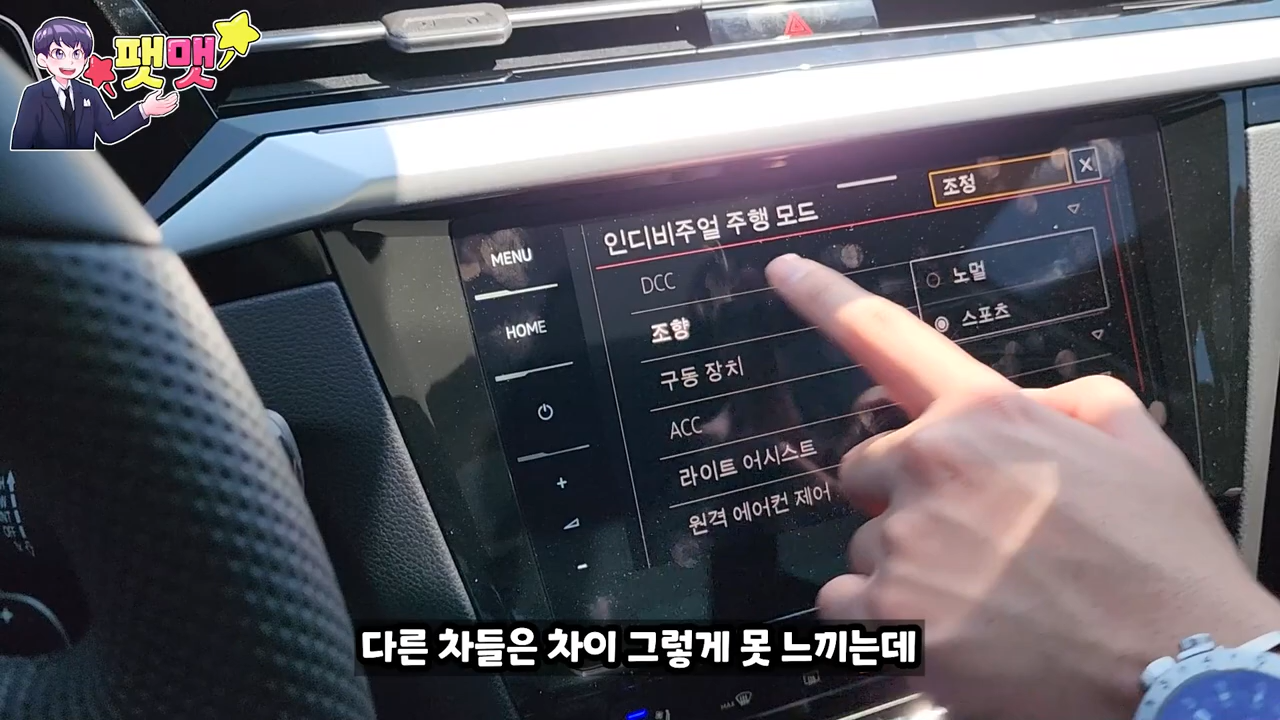 팻맷
조정
X
인디비주얼 주행 모드
MENU
DCC
노멀
HOME
조향
스포츠
구동 장치
ACC
+
라이트 어시스트
원격 에어컨 제어
-
다른 차들은 차이 그렇게 못 느끼는데
OFF
MAX